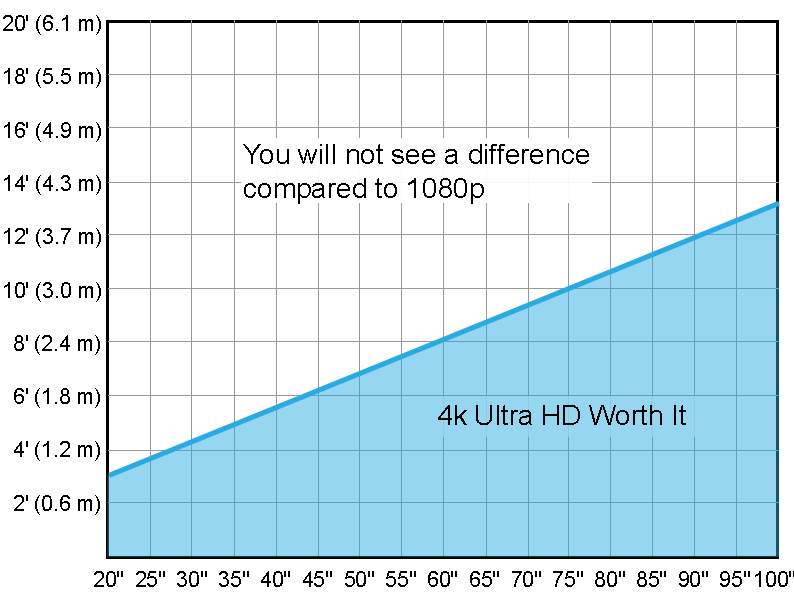 20' (6.1 m)
18' (5.5 m)
16' (4.9 m)
You will not see a difference
compared to 1080p
14' (4.3 m)
12' (3.7 m)
10' (3.0 m)
8' (2.4 m)
6' (1.8 m)
4k Ultra HD Worth It
4' (1.2 m)
2' (0.6 m)
20" 25" 30" 35" 40" 45" 50" 55" 60" 65" 70" 75" 80" 85" 90" 95" 100"